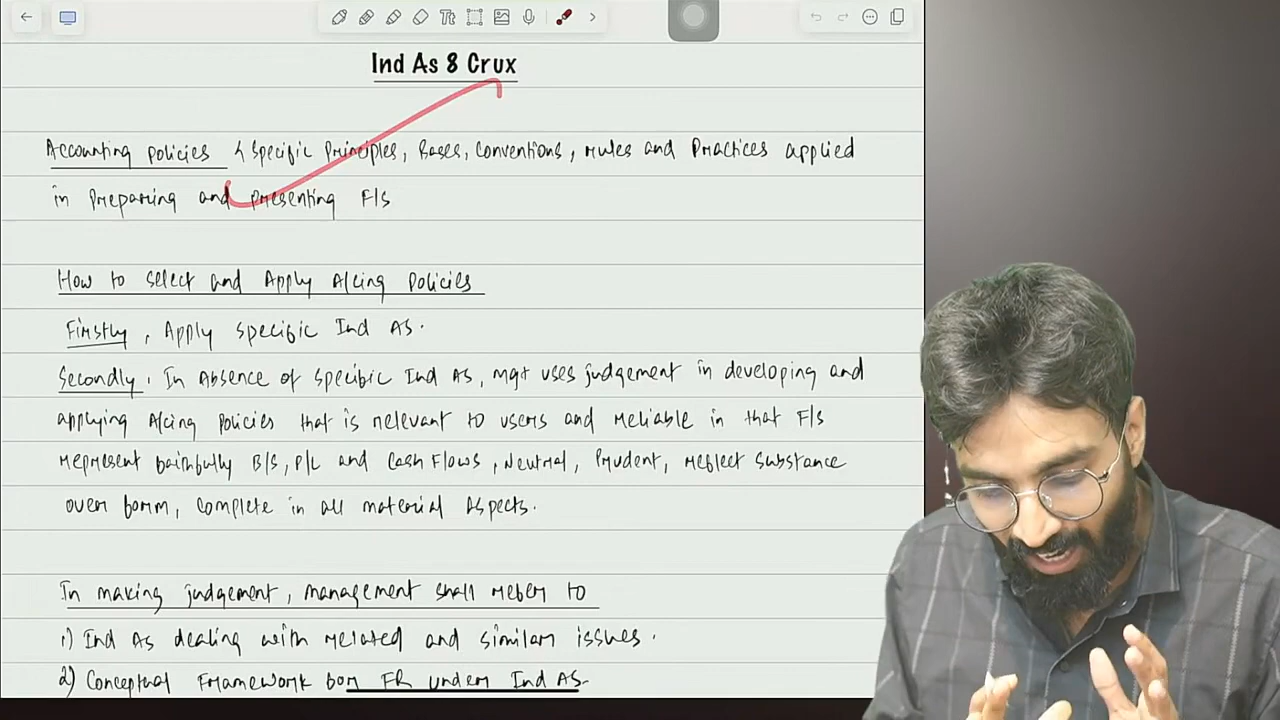 Tt
Ind As 8 Crux
Accounting Policies Specific Principles, Bases, Conventions, Rules and Practices applied
in Preparing and Presenting F/s
How to select and Apply A/cing Policies
Firstly, Apply specific Ind AS.
Secondly, In Absence of specific Ind AS, mgt uses judgement in developing and
applying A/cing Policies that is relevant to users and reliable in that F/s
represent faithfully B/S, P/L and Cash Flows, Neutral, Prudent, reflect Substance
over form, Complete in all material Aspects.
In making judgement, management shall refer to
1) Ind As dealing with related and similar issues.
2) Conceptual Framework for FR under Ind AS.